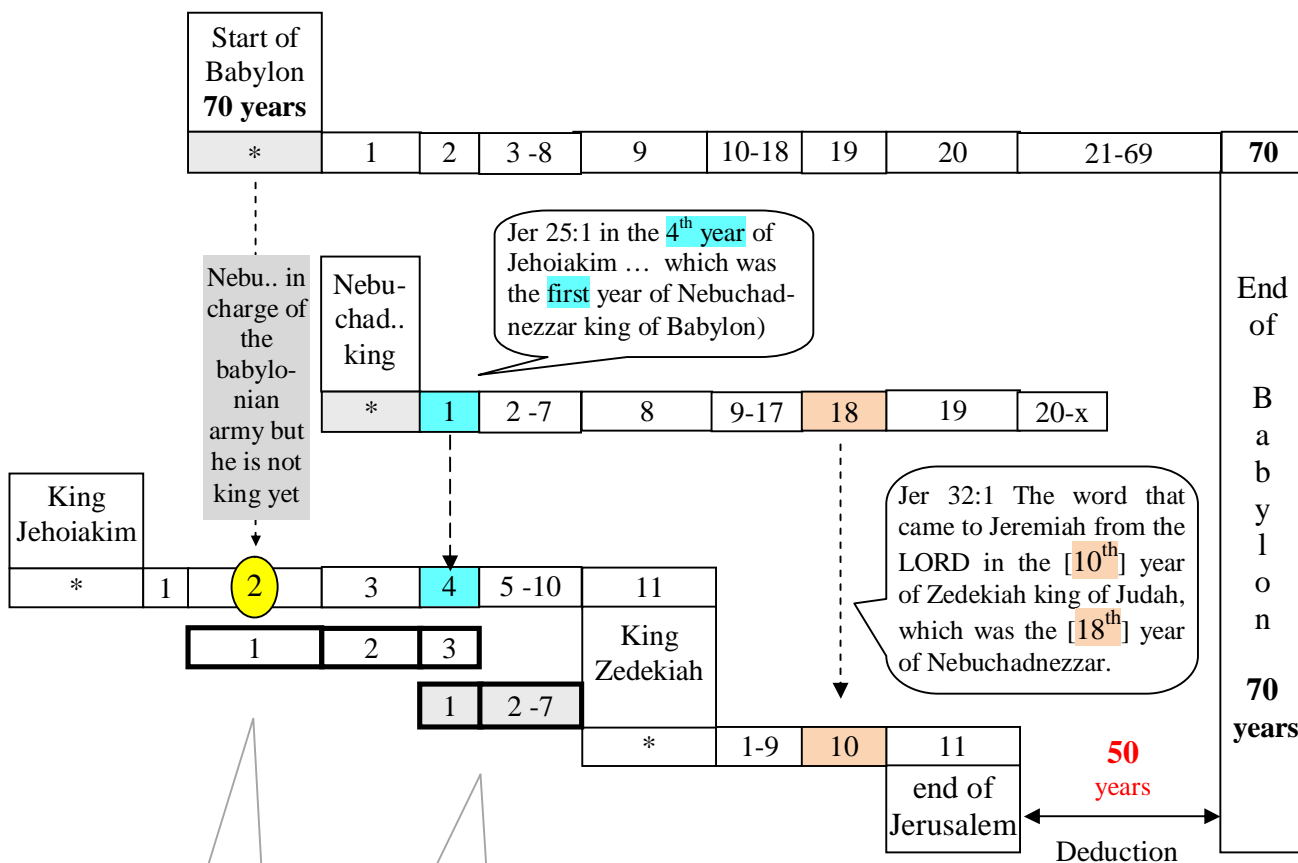 Start of
Babylon
70 years
* 1 2 3 -8 9 10-18 19 20 21-69 70
Jer 25:1 in the 4th year of
Jehoiakim … which was
the first year of Nebuchad-
nezzar king of Babylon)
Nebu.. in
charge of
the
babylo-
nian
army but
he is not
king yet
Nebu-
chad..
king
* 1 2 -7 8 9-17 18 19 20-x
End
of
B
a
b
y
l
o
n
70
years
King
Jehoiakim
* 1 2 3 4 5 -10 11
Jer 32:1 The word that
came to Jeremiah from the
LORD in the [10th] year
of Zedekiah king of Judah,
which was the [18th] year
of Nebuchadnezzar.
1 2 3
King
Zedekiah
1 2 -7
* 1-9 10 11
end of
Jerusalem
50
years
Deduction